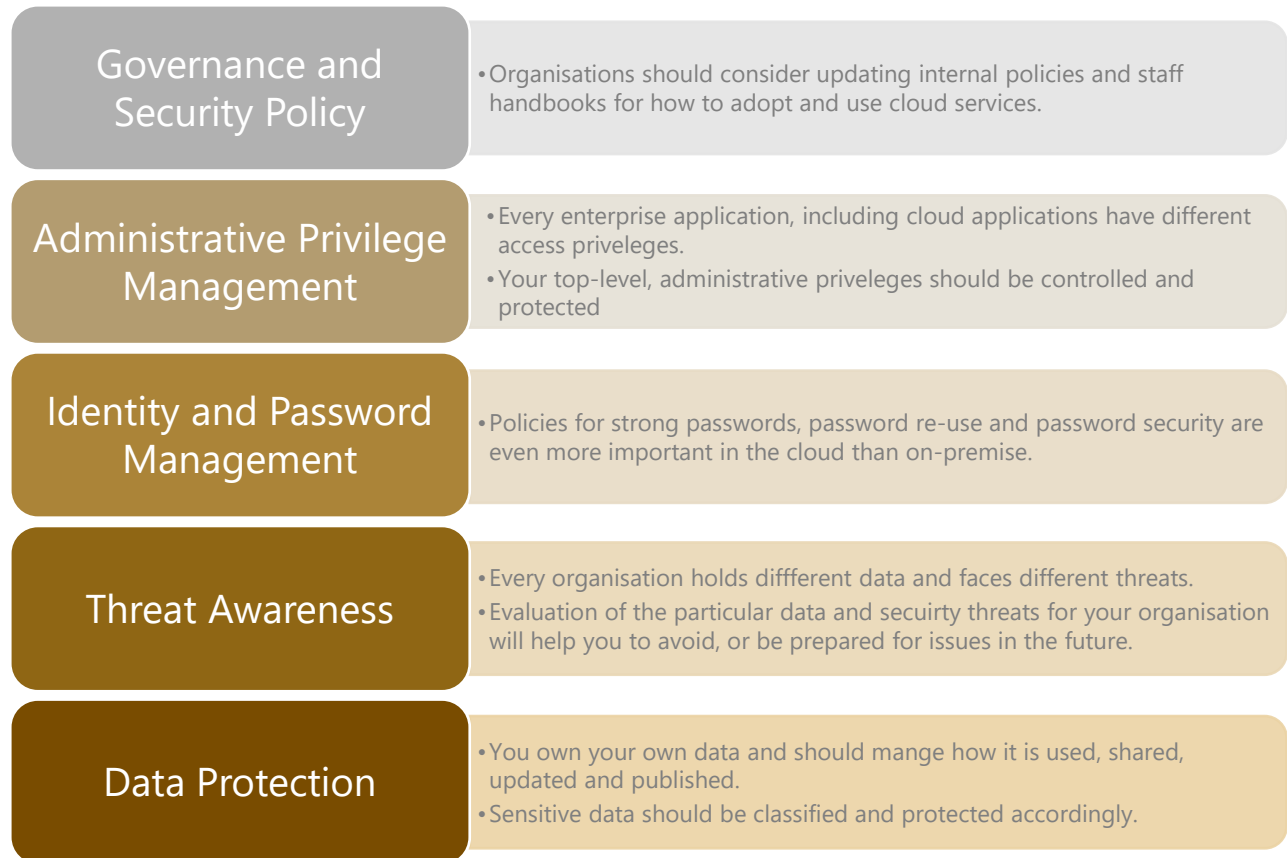 Governance and
Security Policy
•Organisations should consider updating internal policies and staff
handbooks for how to adopt and use cloud services.
Administrative Privilege
Management
•Every enterprise application, including cloud applications have different
access priveleges.
•Your top-level, administrative priveleges should be controlled and
protected
Identity and Password
Management
•Policies for strong passwords, password re-use and password security are
even more important in the cloud than on-premise.
Threat Awareness
•Every organisation holds diffferent data and faces different threats.
•Evaluation of the particular data and secuirty threats for your organisation
will help you to avoid, or be prepared for issues in the future.
Data Protection
•You own your own data and should mange how it is used, shared,
updated and published.
•Sensitive data should be classified and protected accordingly.